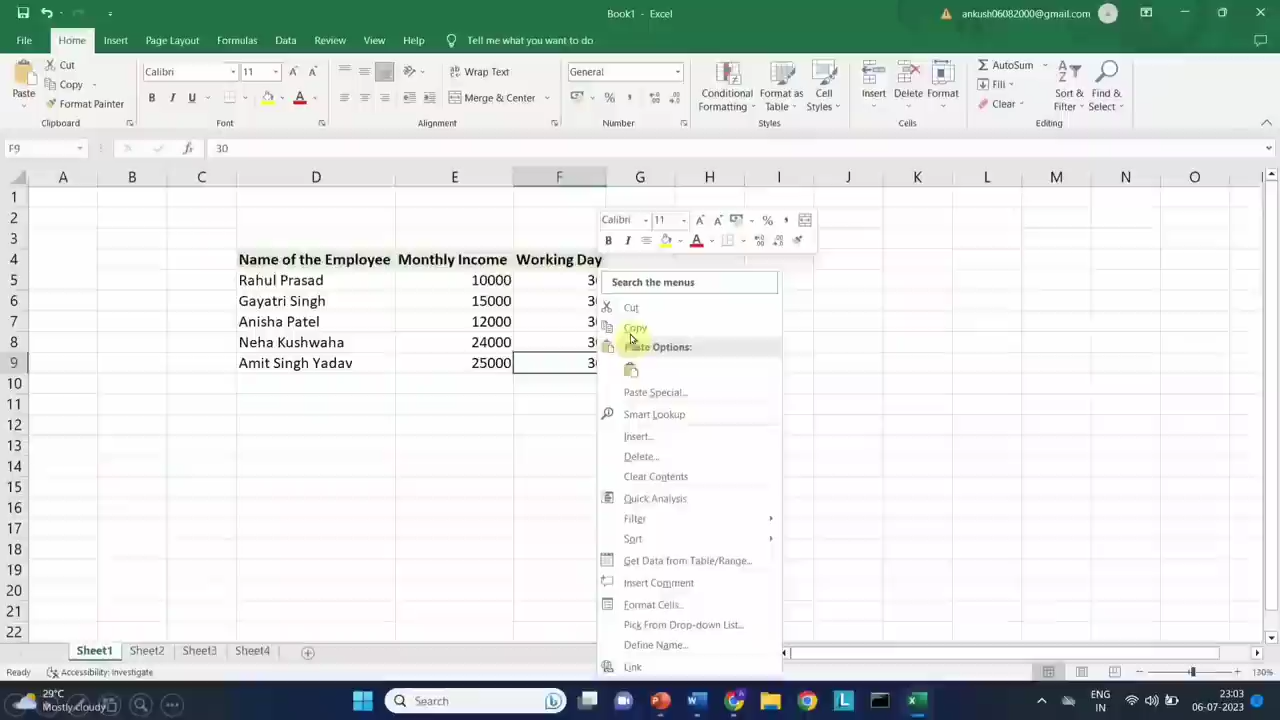 Book1 - Excel
ankush06082000@gmail.com
File Home Insert Page Layout Formulas Data Review View Help Tell me what you want to do
Paste
Cut
Copy
Format Painter
Clipboard
Calibri 11
B I U
Font
Wrap Text
Merge & Center
Alignment
General
Number
Conditional Formatting
Format as Table
Cell Styles
Styles
Insert Delete Format
Cells
AutoSum
Fill
Clear
Sort & Filter
Find & Select
Editing
F9 fx 30
A B C D E F G H I J K L M N O
1
2
3
4 Name of the Employee Monthly Income Working Day
5 Rahul Prasad 10000
6 Gayatri Singh 15000
7 Anisha Patel 12000
8 Neha Kushwaha 24000
9 Amit Singh Yadav 25000
10
11
12
13
14
15
16
17
18
19
20
21
22
Calibri 11
B I A
Search the menus
Cut
Copy
Paste Options:
Paste Special...
Smart Lookup
Insert...
Delete...
Clear Contents
Quick Analysis
Filter
Sort
Get Data from Table/Range...
Insert Comment
Format Cells...
Pick From Drop-down List...
Define Name...
Link
Sheet1 Sheet2 Sheet3 Sheet4
Ready Accessibility: Investigate 130%
29°C
Mostly cloudy
Search
ENG
IN
23:03
06-07-2023